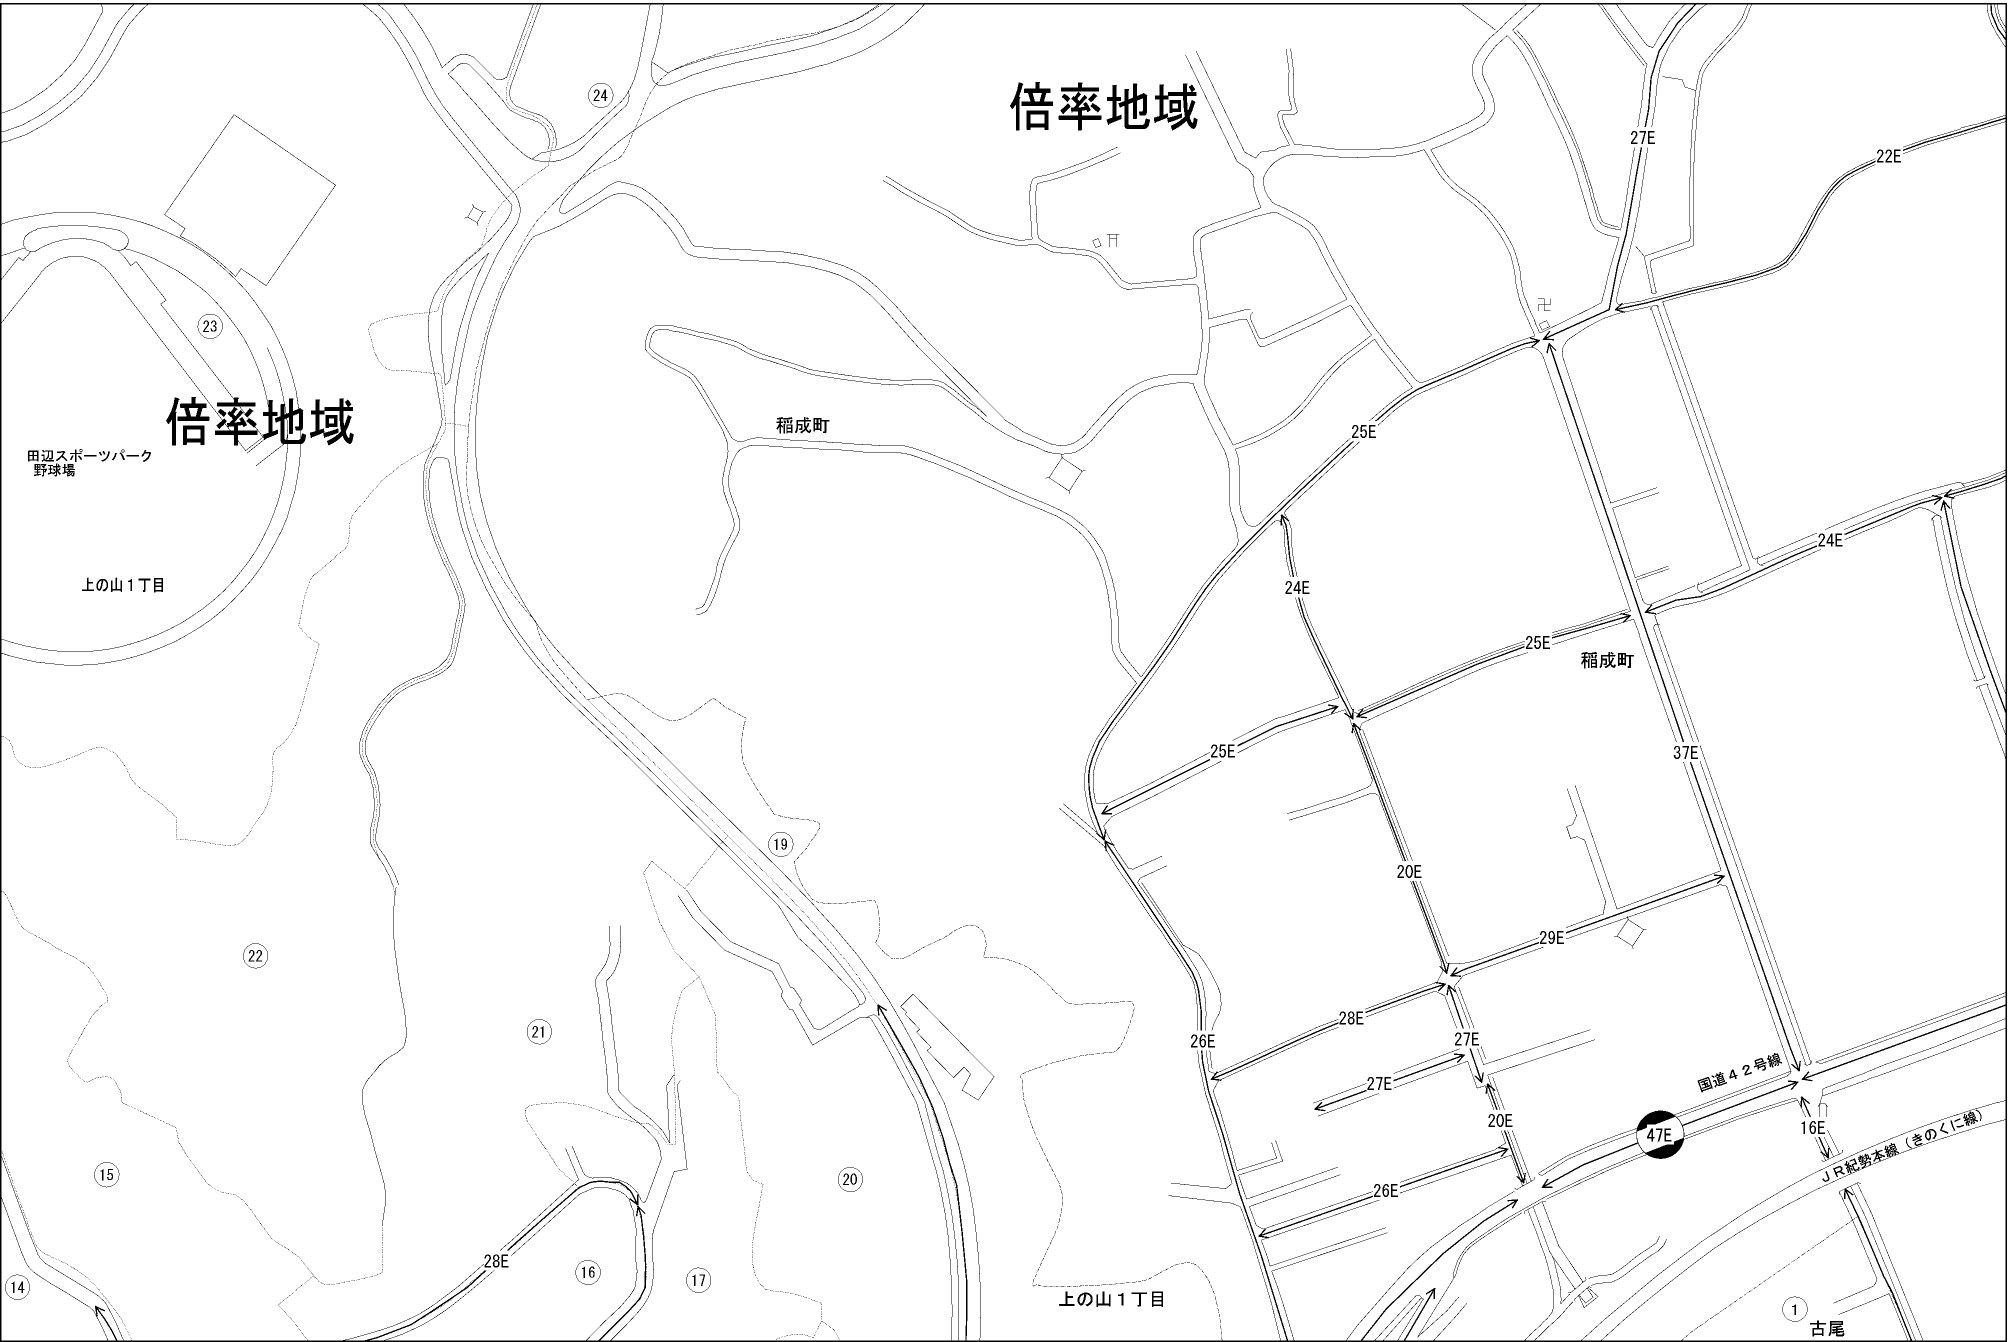 24
倍率地域
27E
22E
23
倍率地域
稲成町
25E
田辺スポーツパーク
野球場
24E
上の山1丁目
24E
25E
稲成町
25E
37E
19
20E
29E
22
28E
21
26E
27E
27E
国道42号線
20E
47E
16E
JR紀勢本線(きのくに線)
15
20
26E
28E
16
17
14
上の山1丁目
1
古尾